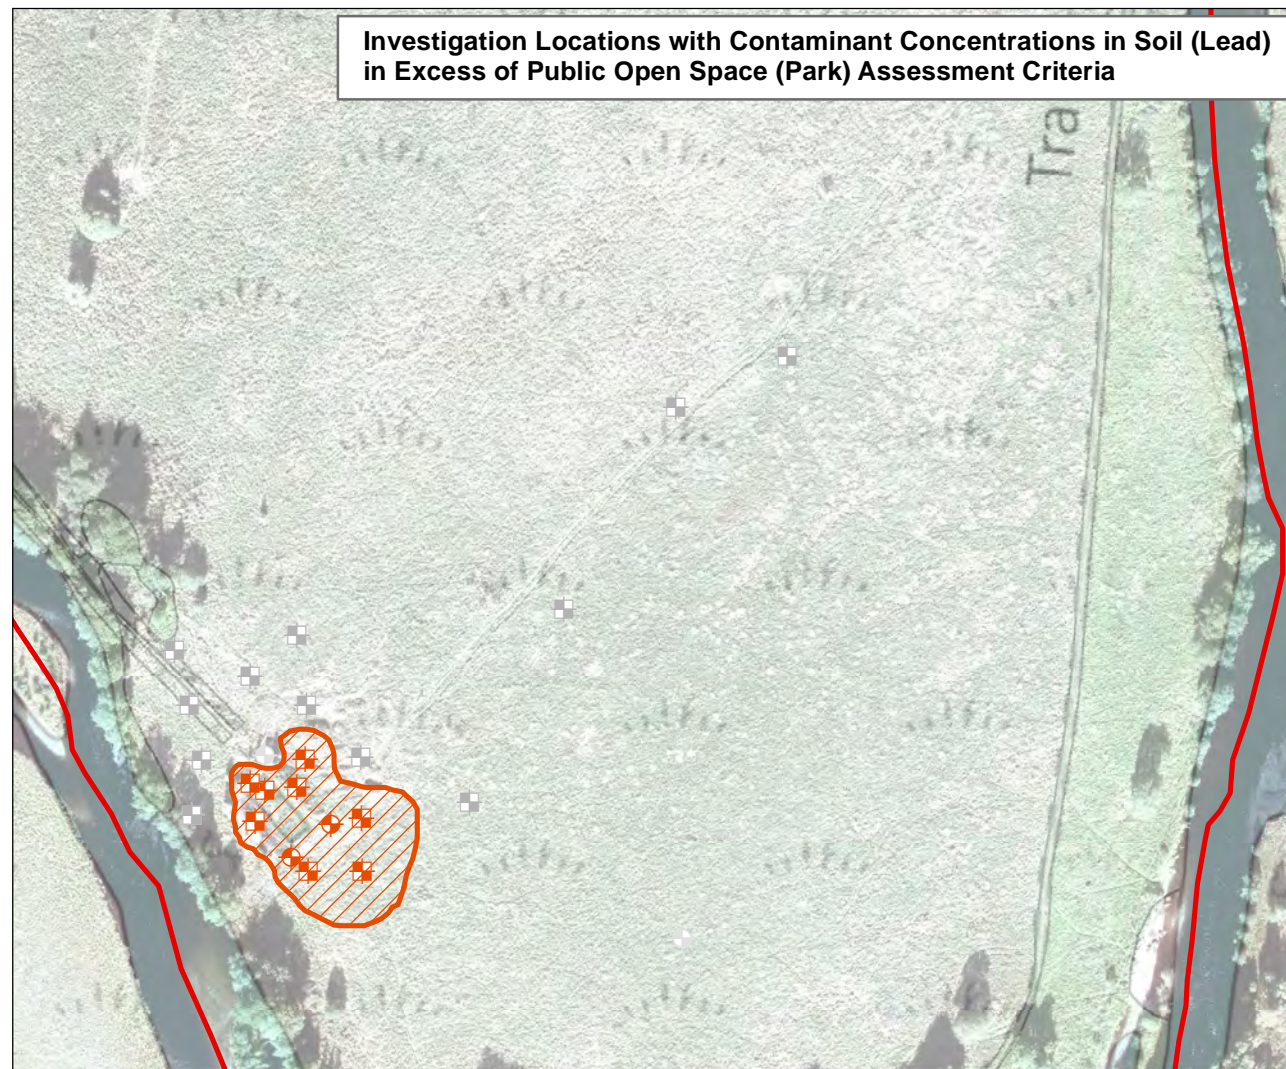 Investigation Locations with Contaminant Concentrations in Soil (Lead)
in Excess of Public Open Space (Park) Assessment Criteria
Tra